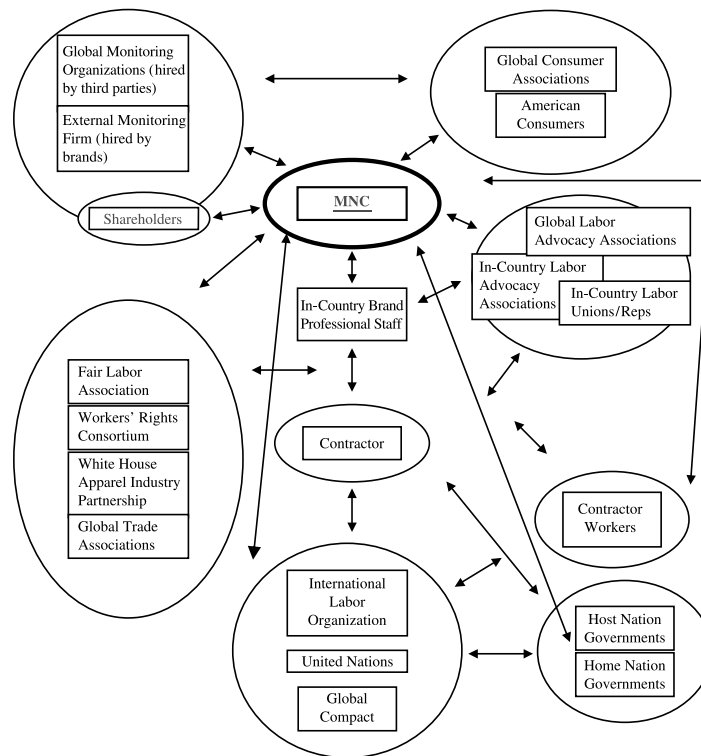 Global Monitoring
Organizations (hired
by third parties)
External Monitoring
Firm (hired by
brands)
Shareholders
Global Consumer
Associations
American
Consumers
MNC
Global Labor
Advocacy Associations
In-Country Labor
Advocacy
Associations
In-Country Labor
Unions/Reps
In-Country Brand
Professional Staff
Fair Labor
Association
Workers’ Rights
Consortium
White House
Apparel Industry
Partnership
Global Trade
Associations
Contractor
Contractor
Workers
International
Labor
Organization
United Nations
Global
Compact
Host Nation
Governments
Home Nation
Governments